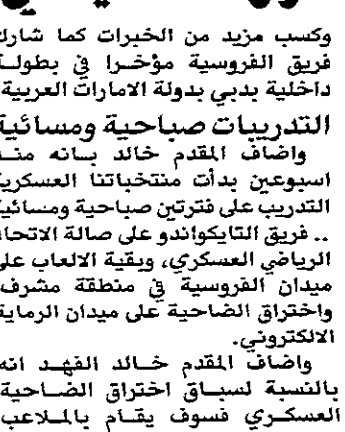 وكسب مزيد من الخبرات كما شارك
فريق الفروسية مؤخرا في بطولة
داخلية بدبي بدولة الامارات العربية
التدريبات صباحية ومسائية
واضاف المقدم خالد بانه منذ
اسبوعين بدأت منتخباتنا العسكرية
التدريب على فترتين صباحية ومسائية
.. فريق التايكواندو على صالة الاتحاد
الرياضي العسكري، وبقية الالعاب على
ميدان الفروسية في منطقة مشرف
واختراق الضاحية على ميدان الرماية
الالكتروني.
واضاف المقدم خالد الفهد انه
بالنسبة لسباق اختراق الضاحية
العسكري فسوف يقام بالملاعب